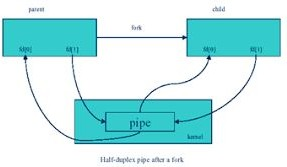 parent child
fork
fd[0] fd[1] fd[0] fd[1]
pipe
kernel
Half-duplex pipe after a fork